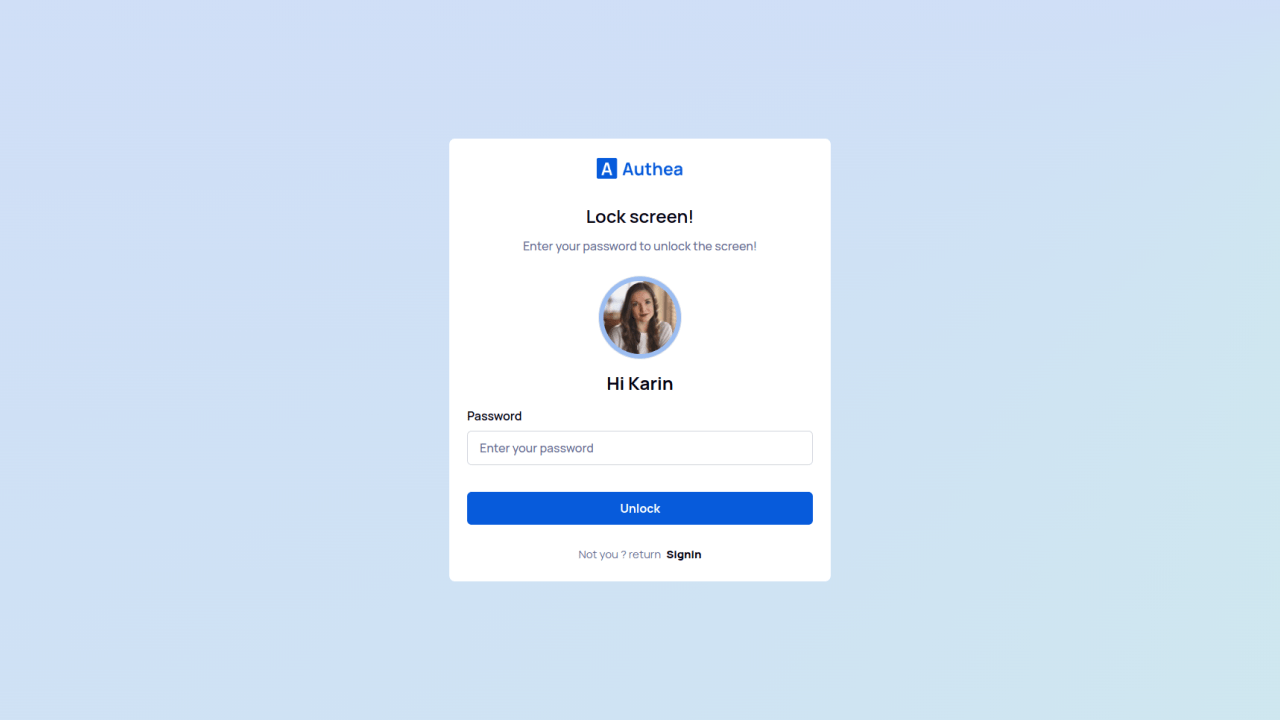 A Authea
Lock screen!
Enter your password to unlock the screen!
Hi Karin
Password
Enter your password
Unlock
Not you ? return Signin